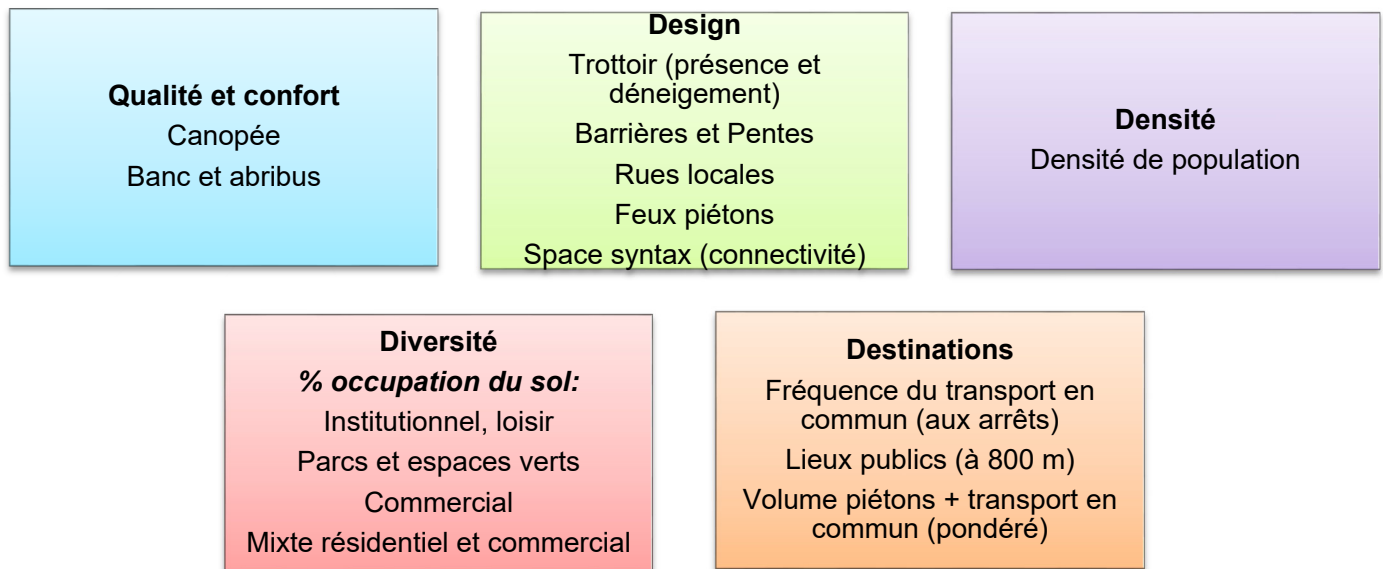 Qualité et confort
Canopée
Banc et abribus
Design
Trottoir (présence et
déneigement)
Barrières et Pentes
Rues locales
Feux piétons
Space syntax (connectivité)
Densité
Densité de population
Diversité
% occupation du sol:
Institutionnel, loisir
Parcs et espaces verts
Commercial
Mixte résidentiel et commercial
Destinations
Fréquence du transport en
commun (aux arrêts)
Lieux publics (à 800 m)
Volume piétons + transport en
commun (pondéré)